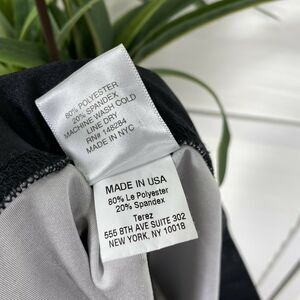 80% POLYESTER
20% SPANDEX
MACHINE WASH COLD
LINE DRY
RN# 148284
MADE IN NYC
MADE IN USA
80% Le Polyester
20% Spandex
Terez
555 8TH AVE SUITE 302
NEW YORK, NY 10018